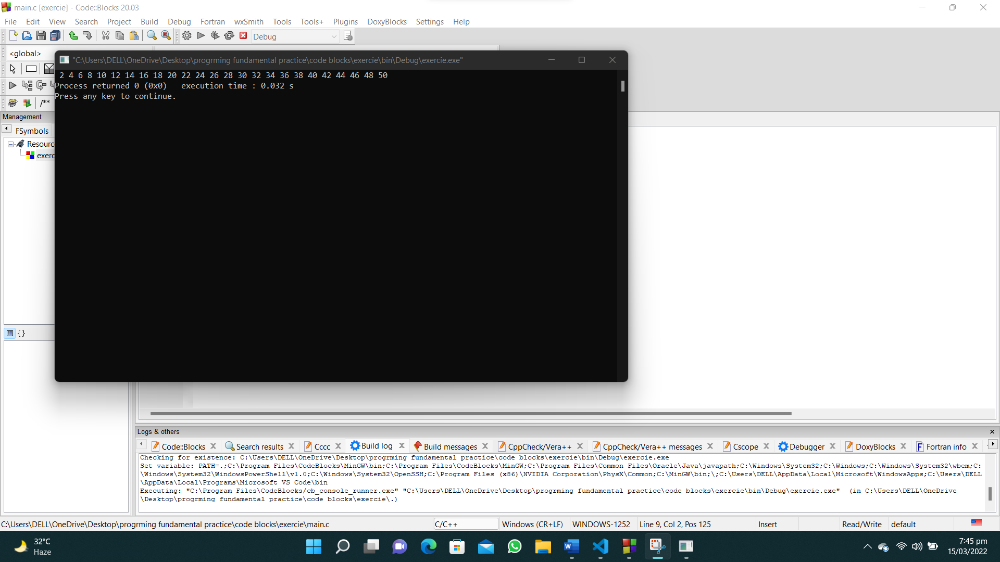 main.c [exercie] - Code::Blocks 20.03
File Edit View Search Project Build Debug Fortran wxSmith Tools Tools+ Plugins DoxyBlocks Settings Help
Debug
<global>
"C:\Users\DELL\OneDrive\Desktop\progrming fundamental practice\code blocks\exercie\bin\Debug\exercie.exe"
2 4 6 8 10 12 14 16 18 20 22 24 26 28 30 32 34 36 38 40 42 44 46 48 50
Process returned 0 (0x0)   execution time : 0.032 s
Press any key to continue.
/**
Management
FSymbols
Resourc
exerc
{}
Logs & others
Code::Blocks Search results Cccc Build log Build messages CppCheck/Vera++ CppCheck/Vera++ messages Cscope Debugger DoxyBlocks Fortran info
Checking for existence: C:\Users\DELL\OneDrive\Desktop\progrming fundamental practice\code blocks\exercie\bin\Debug\exercie.exe
Set variable: PATH=.;C:\Program Files\CodeBlocks\MinGW\bin;C:\Program Files\CodeBlocks\MinGW;C:\Program Files\Common Files\Oracle\Java\javapath;C:\Windows\System32;C:\Windows;C:\Windows\System32\wbem;C:
\Windows\System32\WindowsPowerShell\v1.0;C:\Windows\System32\OpenSSH;C:\Program Files (x86)\NVIDIA Corporation\PhysX\Common;C:\MinGW\bin;\;C:\Users\DELL\AppData\Local\Microsoft\WindowsApps;C:\Users\DELL
\AppData\Local\Programs\Microsoft VS Code\bin
Executing: "C:\Program Files\CodeBlocks/cb_console_runner.exe" "C:\Users\DELL\OneDrive\Desktop\progrming fundamental practice\code blocks\exercie\bin\Debug\exercie.exe"  (in C:\Users\DELL\OneDrive
\Desktop\progrming fundamental practice\code blocks\exercie\.)
C:\Users\DELL\OneDrive\Desktop\progrming fundamental practice\code blocks\exercie\main.c C/C++ Windows (CR+LF) WINDOWS-1252 Line 9, Col 2, Pos 125 Insert Read/Write default
32°C
Haze
7:45 pm
15/03/2022